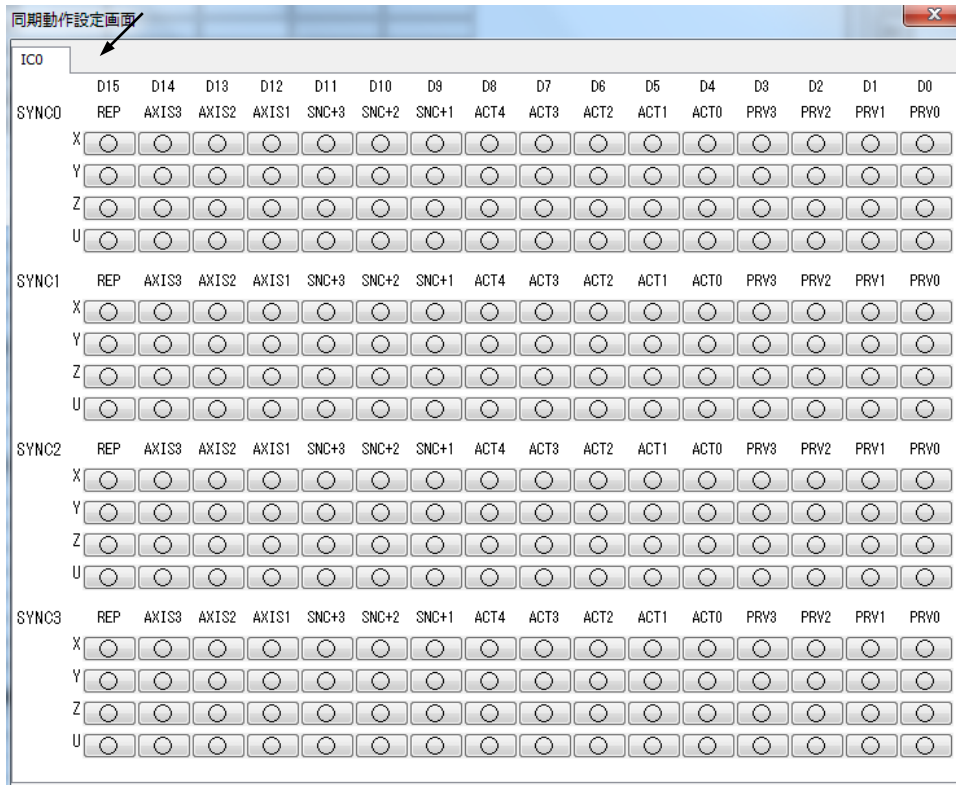 同期動作設定画面
IC0
D15 D14 D13 D12 D11 D10 D9 D8 D7 D6 D5 D4 D3 D2 D1 D0
SYNC0 REP AXIS3 AXIS2 AXIS1 SNC+3 SNC+2 SNC+1 ACT4 ACT3 ACT2 ACT1 ACT0 PRV3 PRV2 PRV1 PRV0
X
Y
Z
U
SYNC1 REP AXIS3 AXIS2 AXIS1 SNC+3 SNC+2 SNC+1 ACT4 ACT3 ACT2 ACT1 ACT0 PRV3 PRV2 PRV1 PRV0
X
Y
Z
U
SYNC2 REP AXIS3 AXIS2 AXIS1 SNC+3 SNC+2 SNC+1 ACT4 ACT3 ACT2 ACT1 ACT0 PRV3 PRV2 PRV1 PRV0
X
Y
Z
U
SYNC3 REP AXIS3 AXIS2 AXIS1 SNC+3 SNC+2 SNC+1 ACT4 ACT3 ACT2 ACT1 ACT0 PRV3 PRV2 PRV1 PRV0
X
Y
Z
U